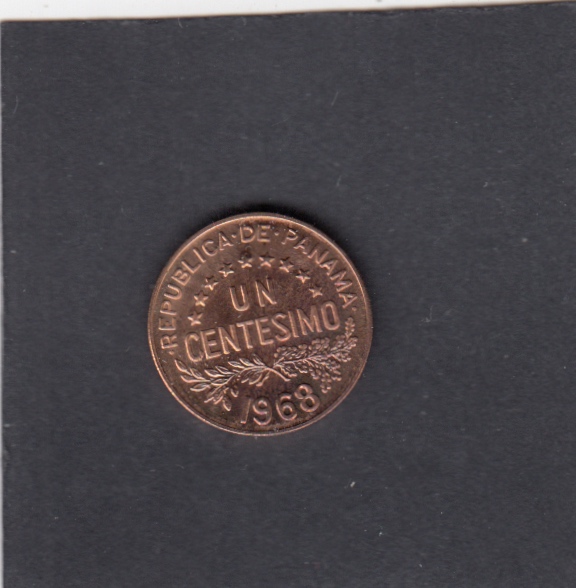 ·REPUBLICA·DE·PANAMA·
UN
CENTESIMO
1968